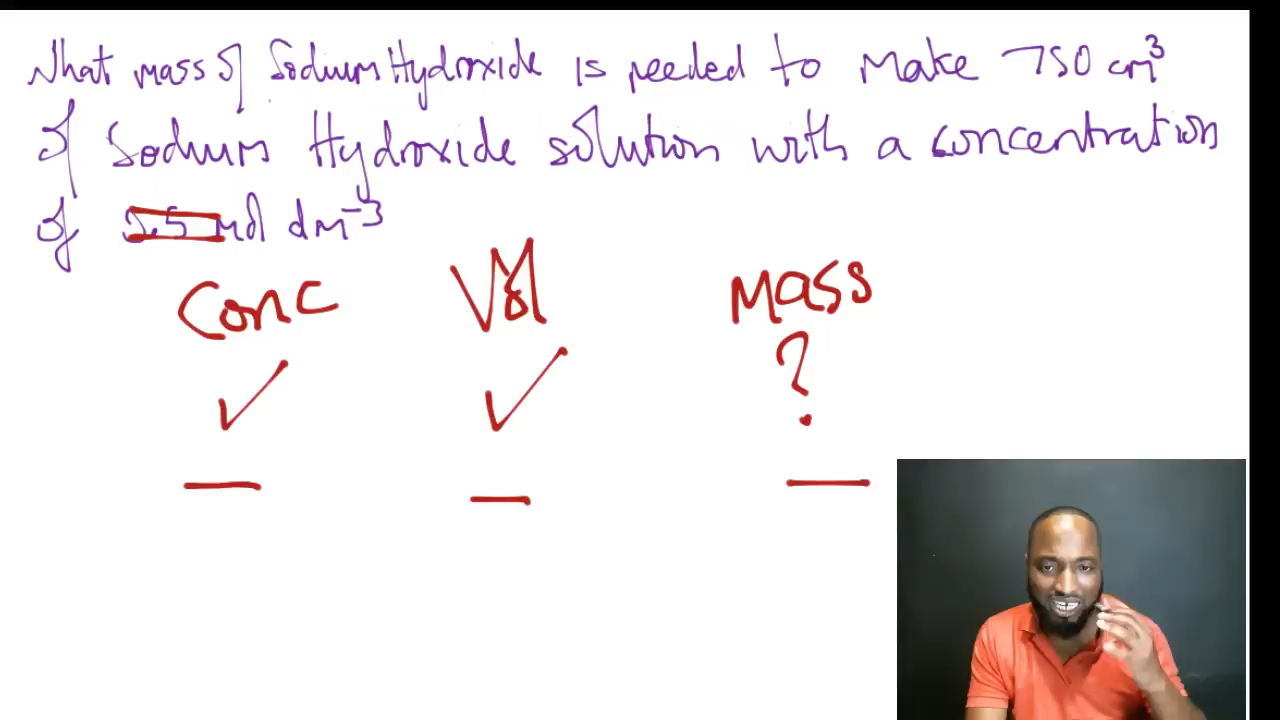 What mass of Sodium Hydroxide is needed to make 750 cm³
of Sodium Hydroxide solution with a concentration
of mol dm⁻³
Conc Vol Mass
✓ ✓ ?